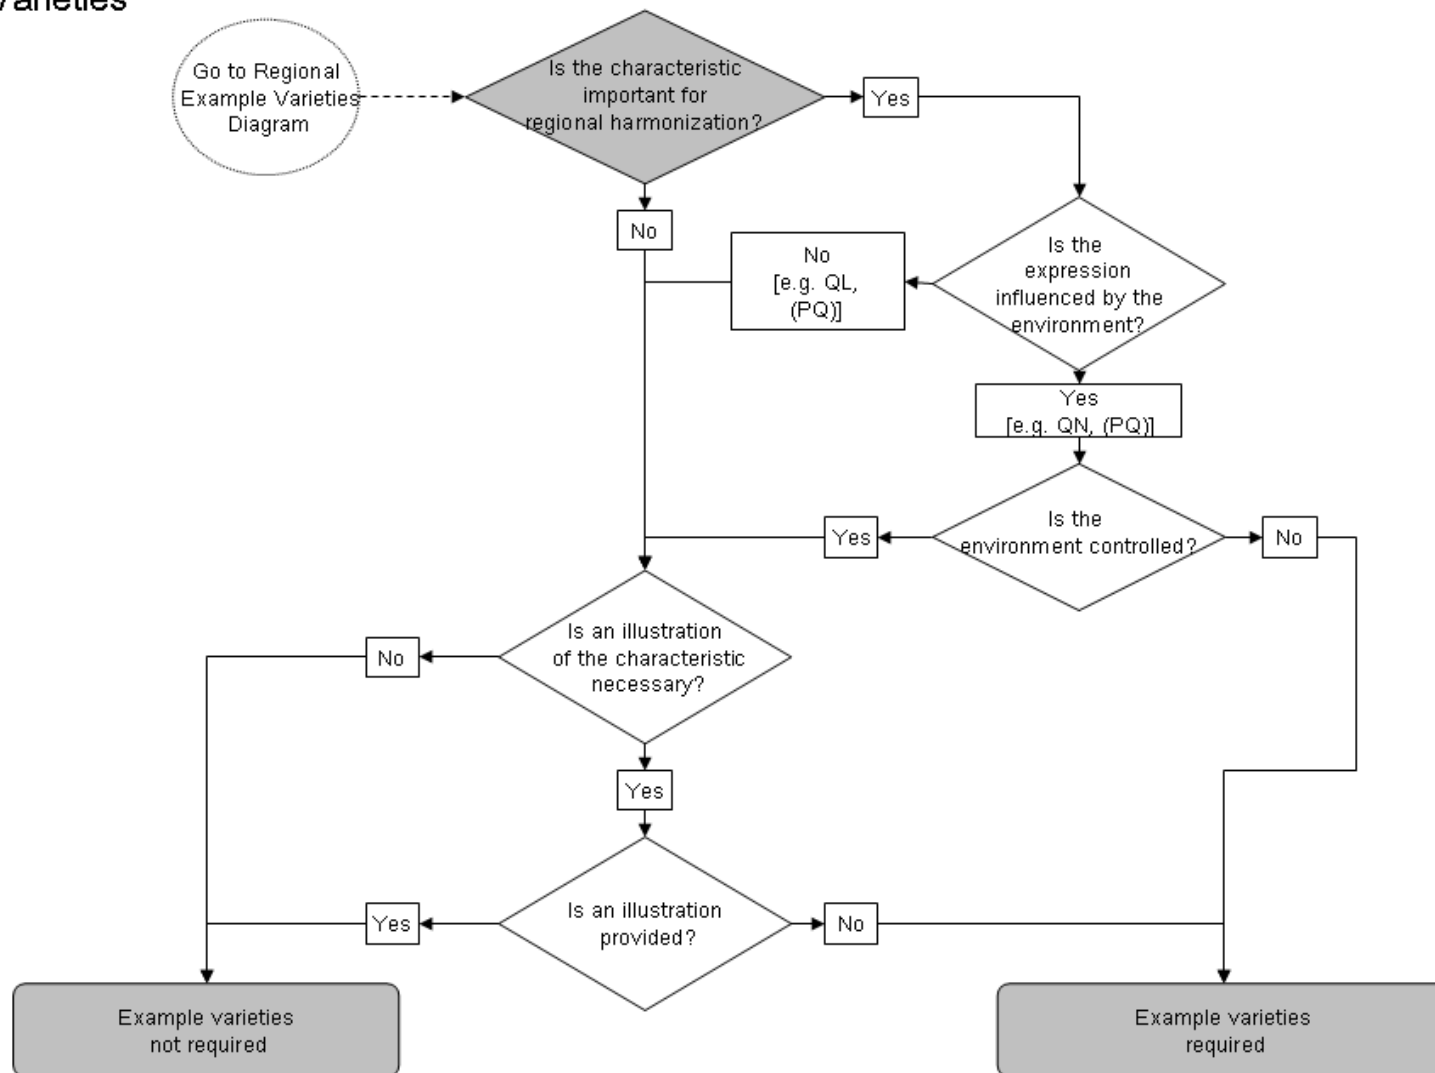 Go to Regional
Example Varieties
Diagram
Is the characteristic
important for
regional harmonization?
Yes
No
Is the
expression
influenced by the
environment?
No
[e.g. QL,
(PQ)]
Yes
[e.g. QN, (PQ)]
Is the
environment controlled?
Yes
No
Is an illustration
of the characteristic
necessary?
No
Yes
Is an illustration
provided?
Yes
No
Example varieties
not required
Example varieties
required